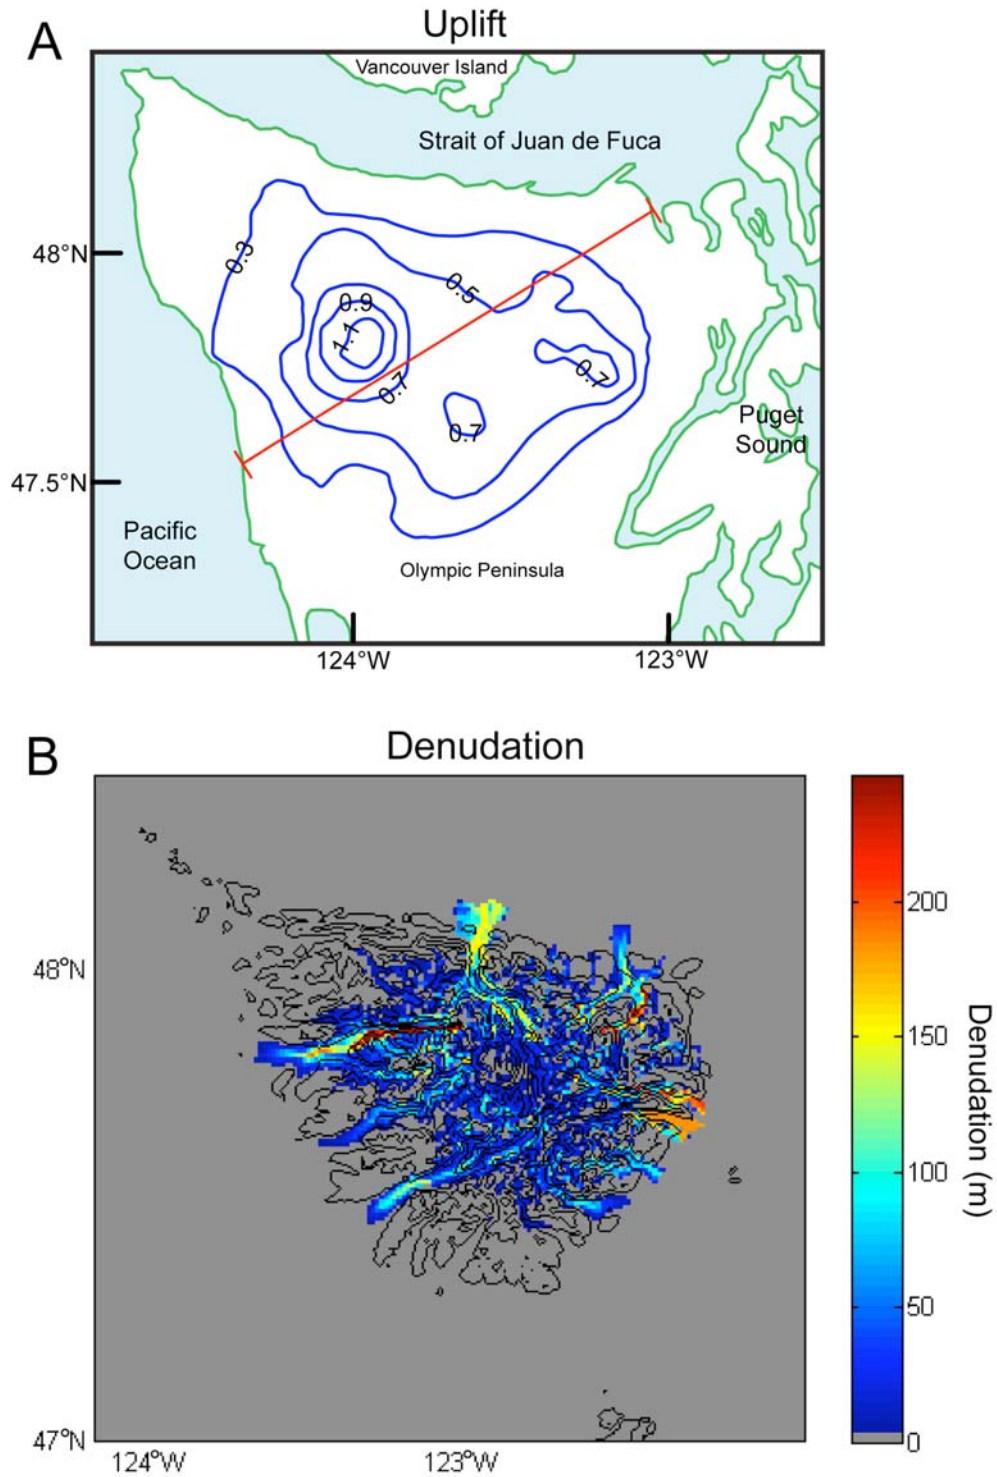 A
Uplift
Vancouver Island
Strait of Juan de Fuca
48°N
0.3
0.5
0.9
1.1
0.7
0.7
0.7
Puget
Sound
47.5°N
Pacific
Ocean
Olympic Peninsula
124°W
123°W
B
Denudation
200
48°N
150
Denudation (m)
100
50
47°N
0
124°W
123°W